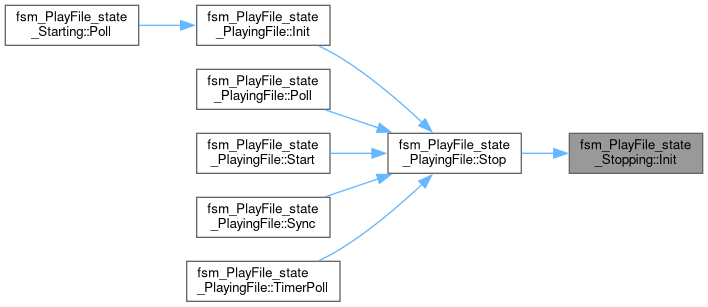 fsm_PlayFile_state
_Starting::Poll
fsm_PlayFile_state
_PlayingFile::Init
fsm_PlayFile_state
_PlayingFile::Poll
fsm_PlayFile_state
_PlayingFile::Start
fsm_PlayFile_state
_PlayingFile::Sync
fsm_PlayFile_state
_PlayingFile::TimerPoll
fsm_PlayFile_state
_PlayingFile::Stop
fsm_PlayFile_state
_Stopping::Init